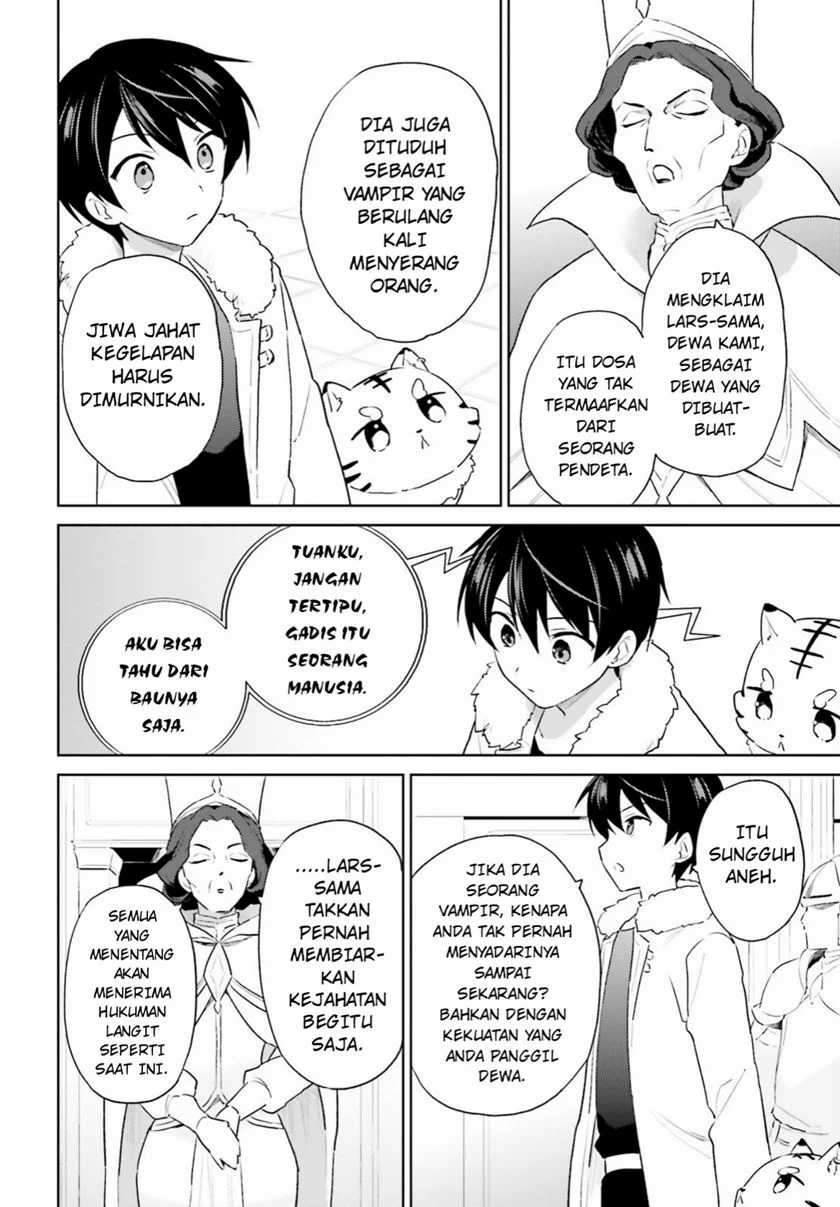 DIA
MENGKLAIM
LARS-SAMA,
DEWA KAMI,
SEBAGAI
DEWA YANG
DIBUAT-
BUAT.
ITU DOSA
YANG TAK
TERMAAFKAN
DARI
SEORANG
PENDETA.
DIA JUGA
DITUDUH
SEBAGAI
VAMPIR YANG
BERULANG
KALI
MENYERANG
ORANG.
JIWA JAHAT
KEGELAPAN
HARUS
DIMURNIKAN.
TUANKU,
JANGAN
TERTIPU,
GADIS ITU
SEORANG
MANUSIA.
AKU BISA
TAHU DARI
BAUNYA
SAJA.
ITU
SUNGGUH
ANEH.
JIKA DIA
SEORANG
VAMPIR, KENAPA
ANDA TAK PERNAH
MENYADARINYA
SAMPAI
SEKARANG?
BAHKAN DENGAN
KEKUATAN YANG
ANDA PANGGIL
DEWA.
.....LARS-
SAMA
TAKKAN
PERNAH
MEMBIAR-
KAN
KEJAHATAN
BEGITU
SAJA.
SEMUA
YANG
MENENTANG
AKAN
MENERIMA
HUKUMAN
LANGIT
SEPERTI
SAAT INI.